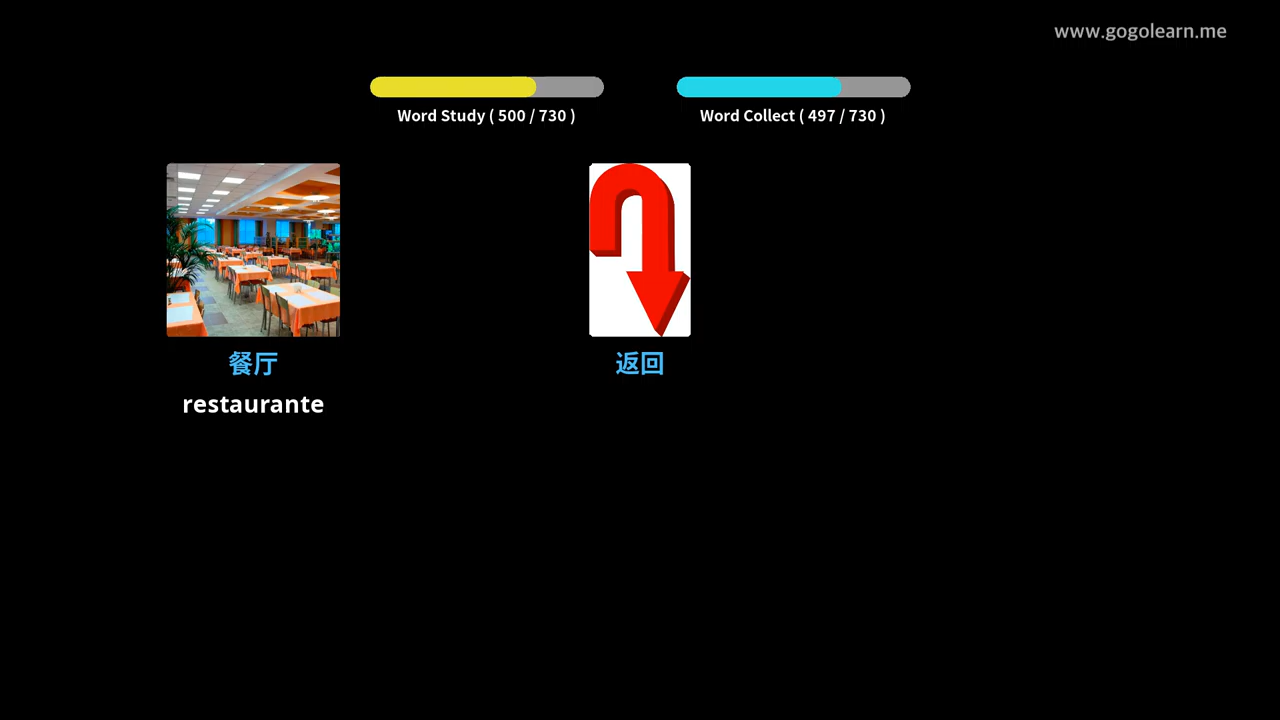 www.gogolearn.me
Word Study ( 500 / 730 )
Word Collect ( 497 / 730 )
餐厅
返回
restaurante